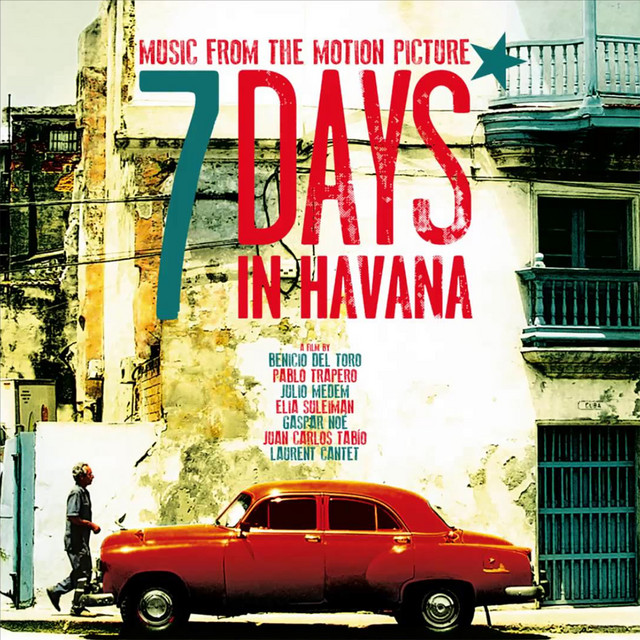 MUSIC FROM THE MOTION PICTURE
7 DAYS
IN HAVANA
A FILM BY
BENICIO DEL TORO
PABLO TRAPERO
JULIO MEDEM
ELIA SULEIMAN
GASPAR NOÉ
JUAN CARLOS TABÍO
LAURENT CANTET
CUBA